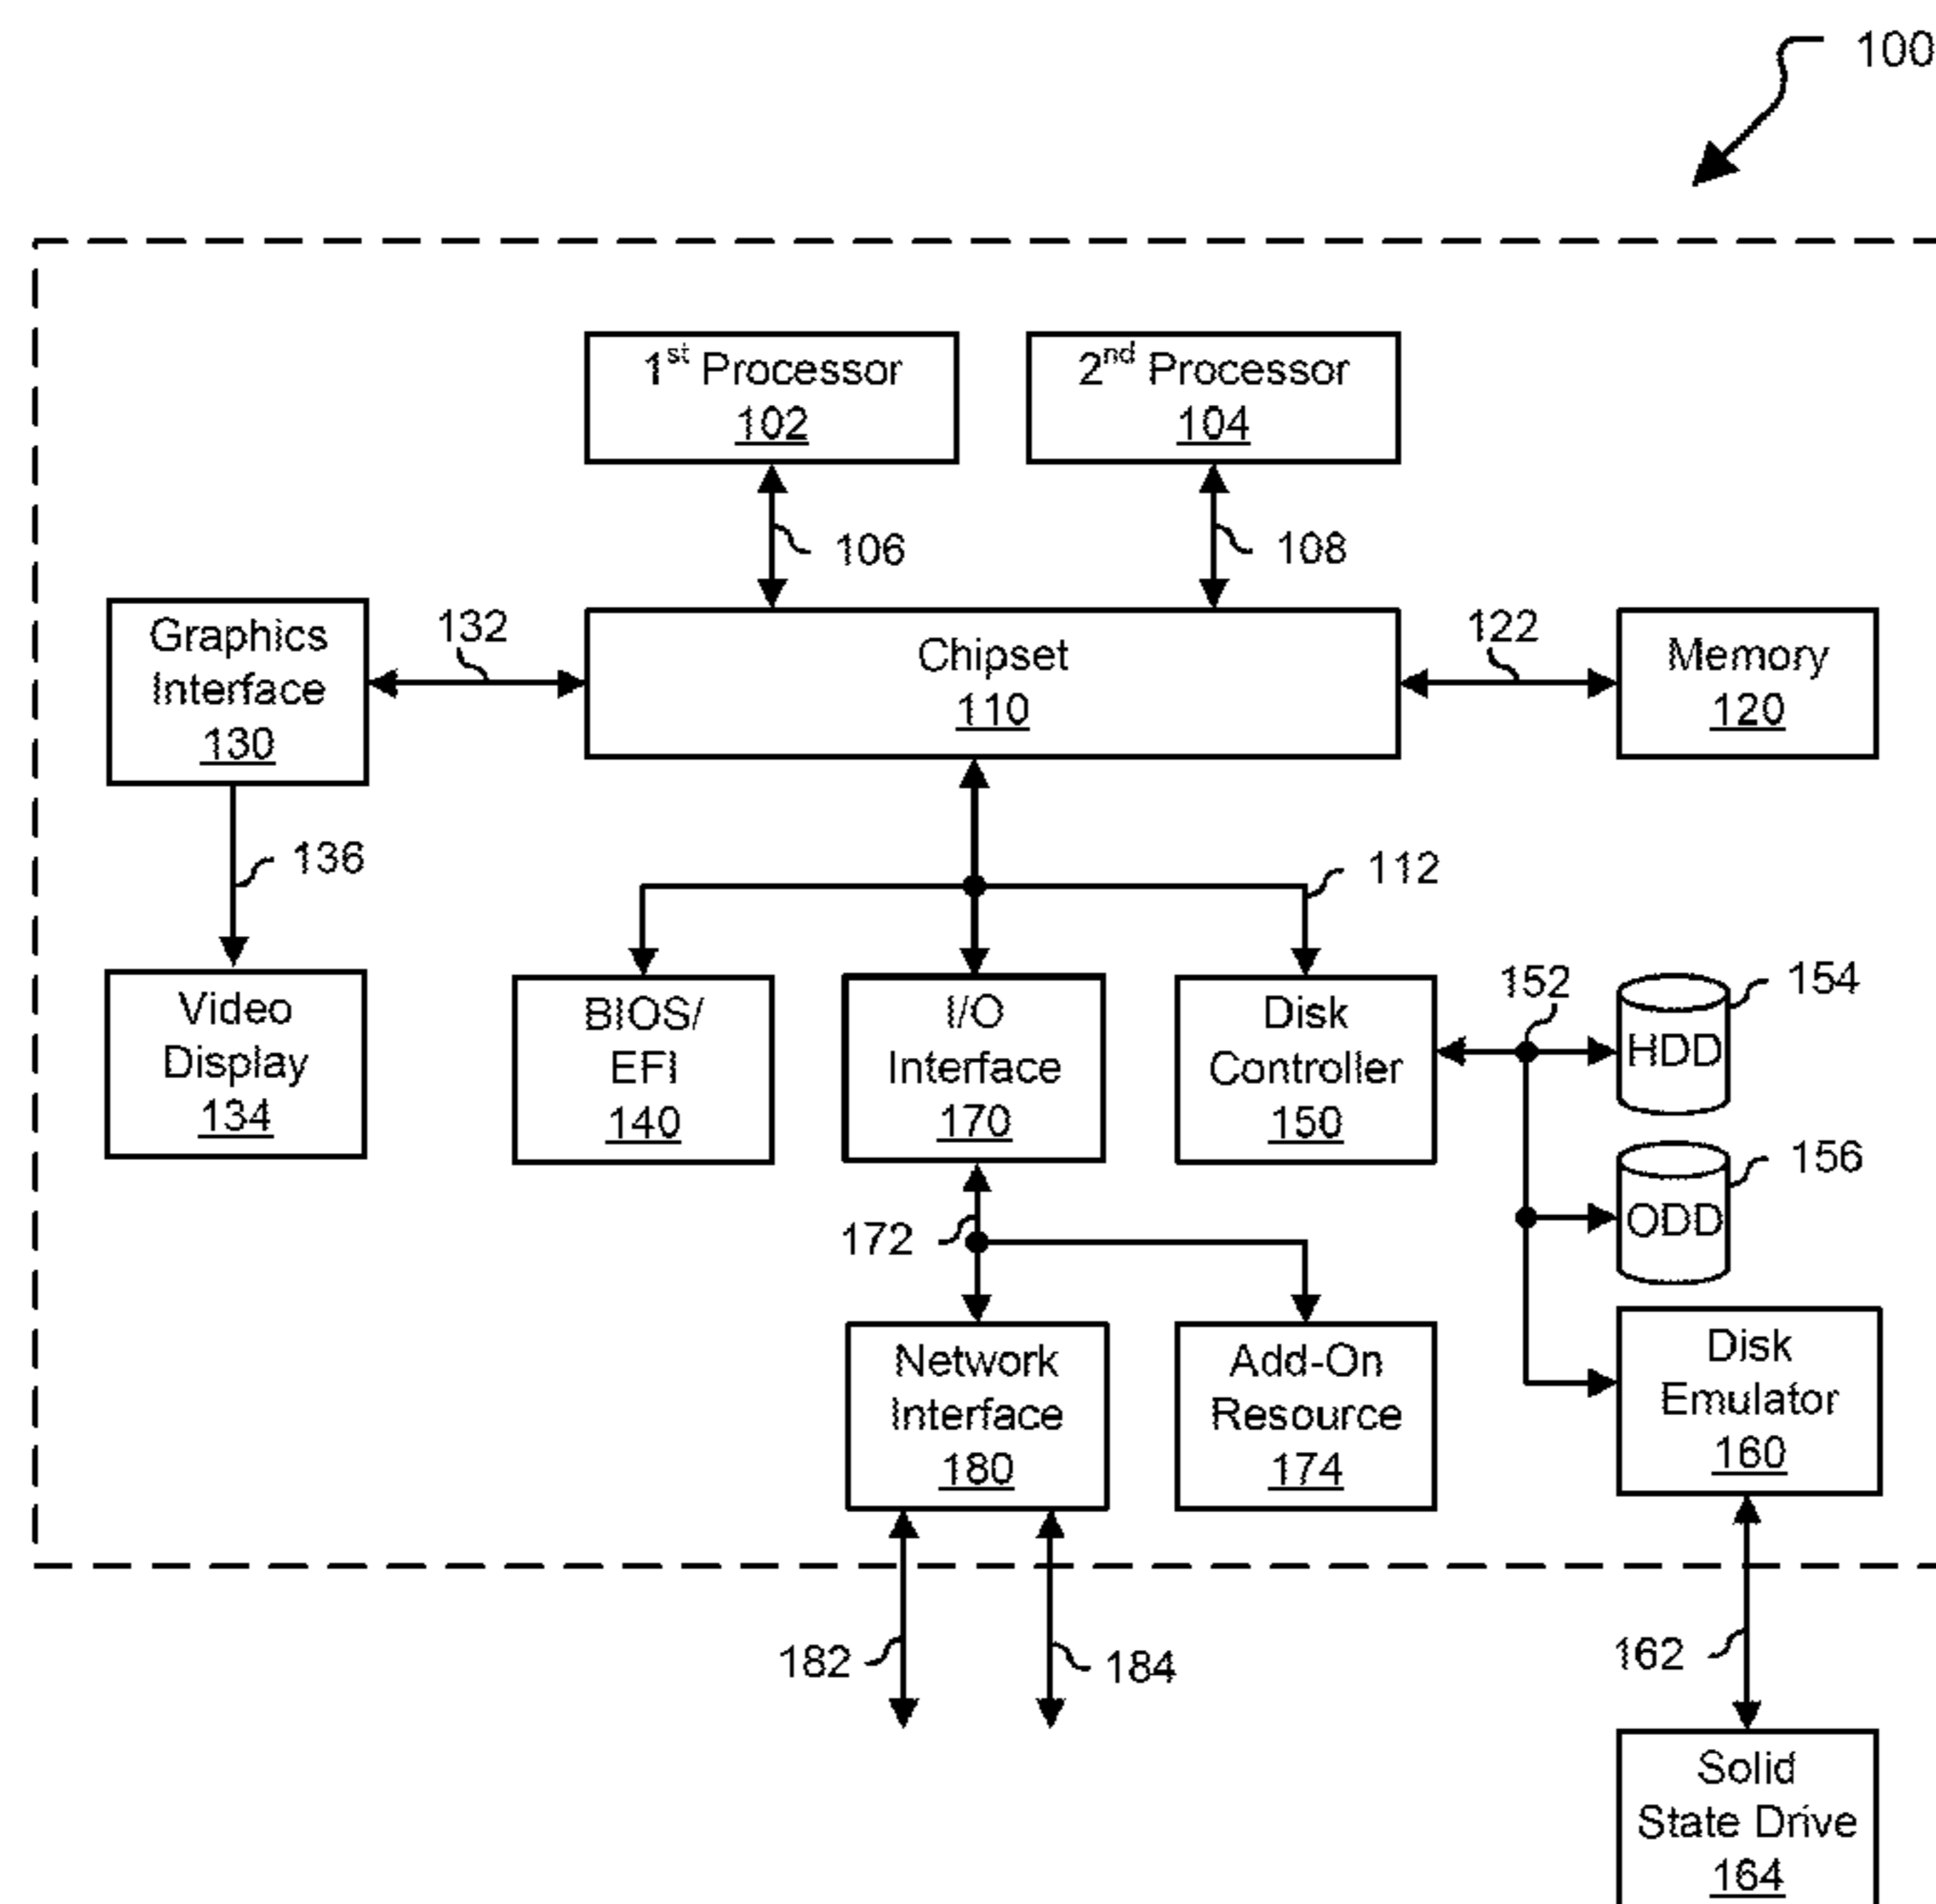 100
1st Processor
102
2nd Processor
104
106
108
Graphics
Interface
130
132
Chipset
110
122
Memory
120
136
112
Video
Display
134
BIOS/
EFI
140
I/O
Interface
170
Disk
Controller
150
152
HDD
154
ODD
156
172
Network
Interface
180
Add-On
Resource
174
Disk
Emulator
160
182
184
162
Solid
State Drive
164